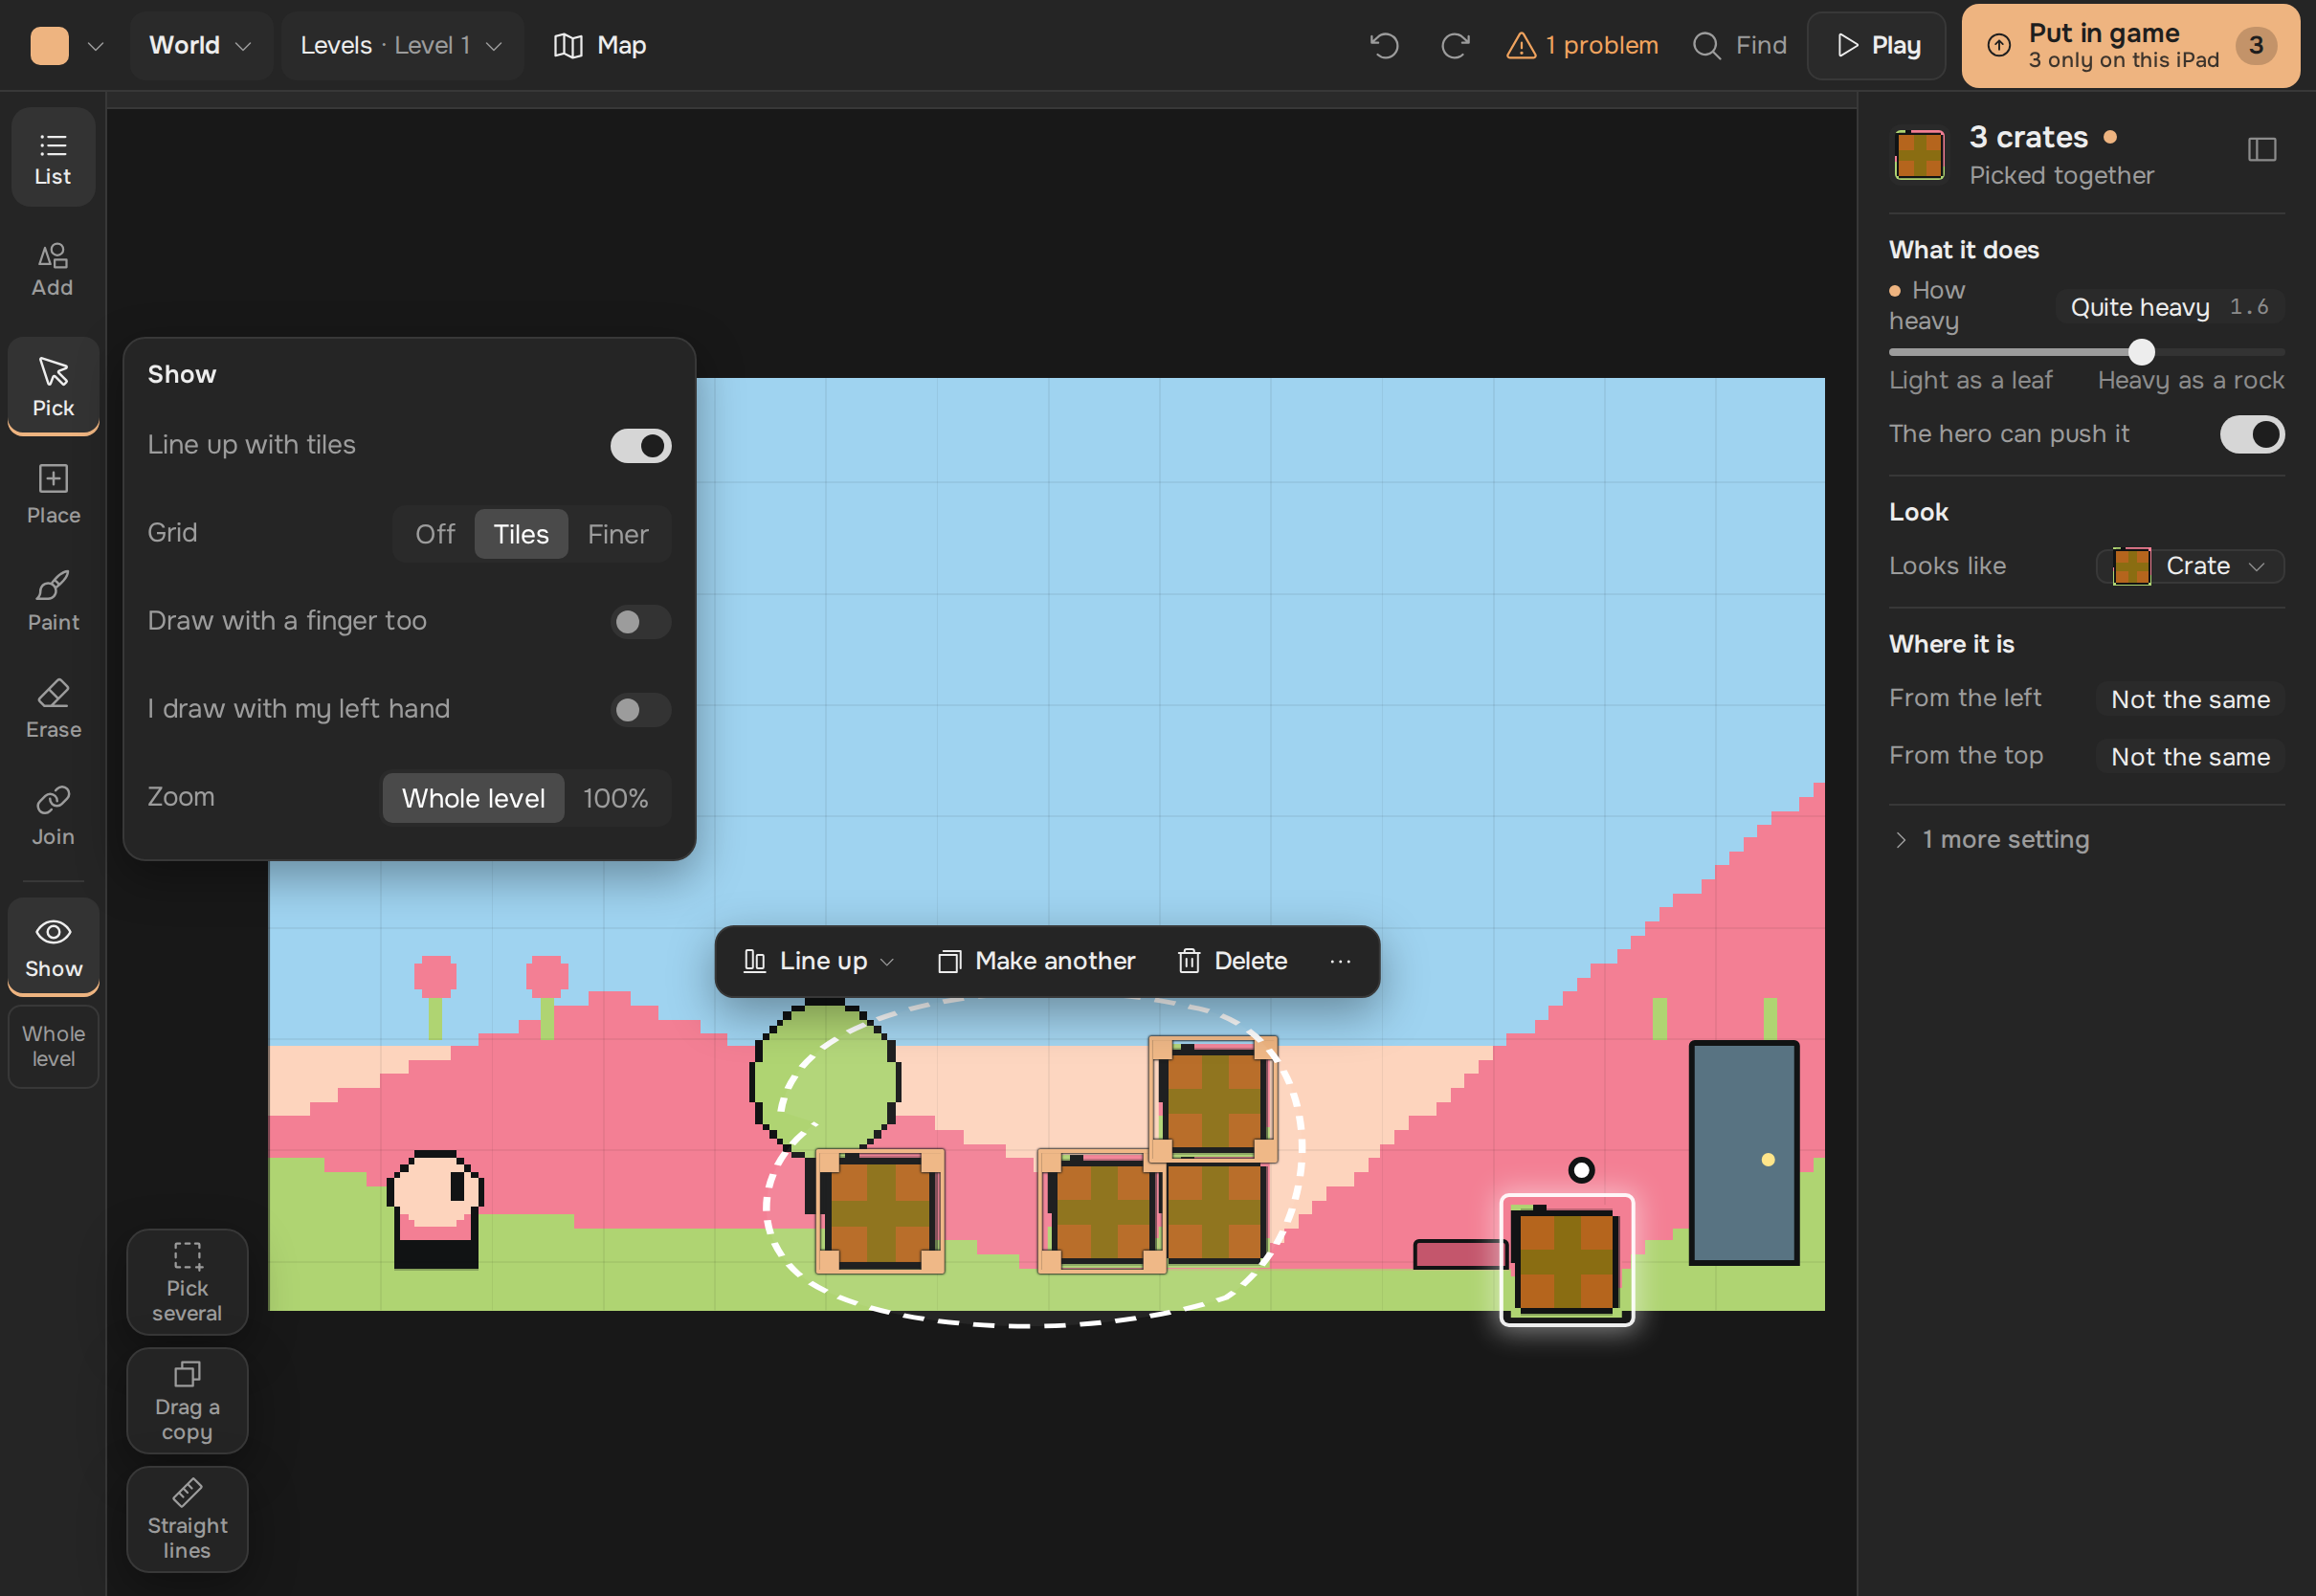 World
Levels · Level 1
Map
1 problem
Find
Play
Put in game
3 only on this iPad
3
List
Add
Pick
Place
Paint
Erase
Join
Show
Whole
level
Show
Line up with tiles
Grid
Off
Tiles
Finer
Draw with a finger too
I draw with my left hand
Zoom
Whole level
100%
Line up
Make another
Delete
Pick
several
Drag a
copy
Straight
lines
3 crates
Picked together
What it does
How
heavy
Quite heavy 1.6
Light as a leaf
Heavy as a rock
The hero can push it
Look
Looks like
Crate
Where it is
From the left
Not the same
From the top
Not the same
1 more setting